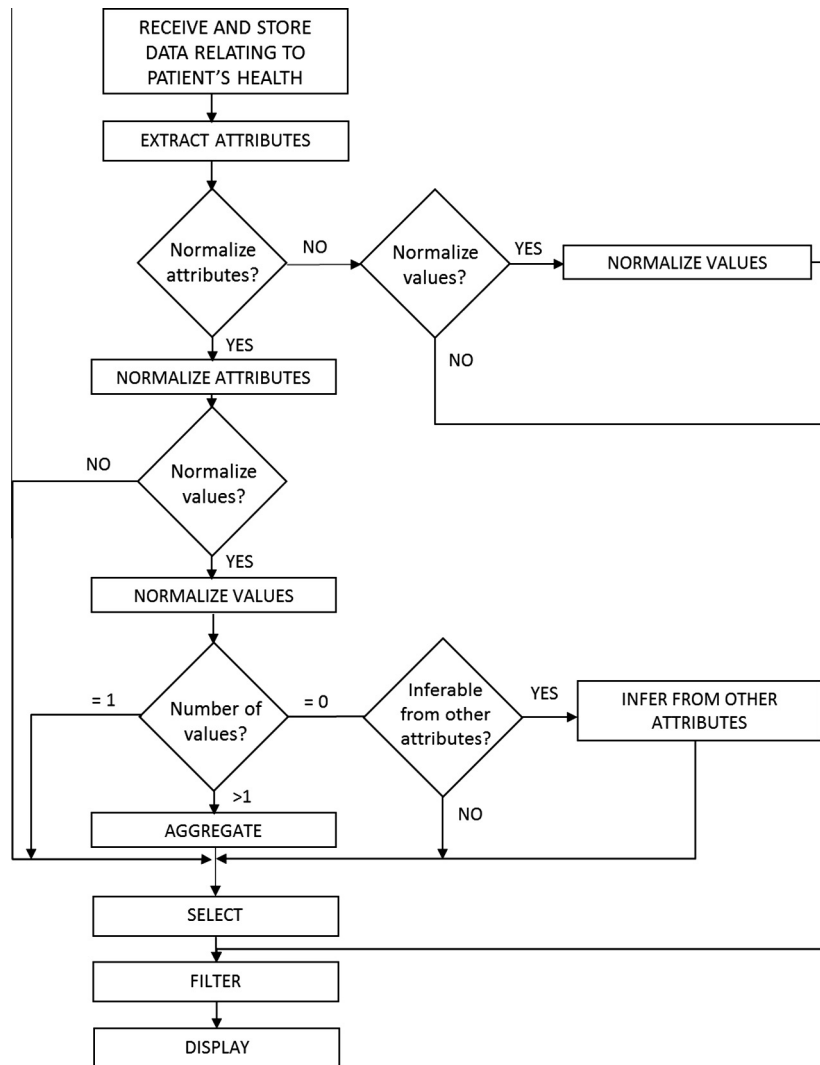 RECEIVE AND STORE
DATA RELATING TO
PATIENT'S HEALTH
EXTRACT ATTRIBUTES
Normalize
attributes?
NO
Normalize
values?
YES
NORMALIZE VALUES
YES
NO
NORMALIZE ATTRIBUTES
NO
Normalize
values?
YES
NORMALIZE VALUES
= 1
Number of
values?
= 0
Inferable
from other
attributes?
YES
INFER FROM OTHER
ATTRIBUTES
>1
NO
AGGREGATE
SELECT
FILTER
DISPLAY